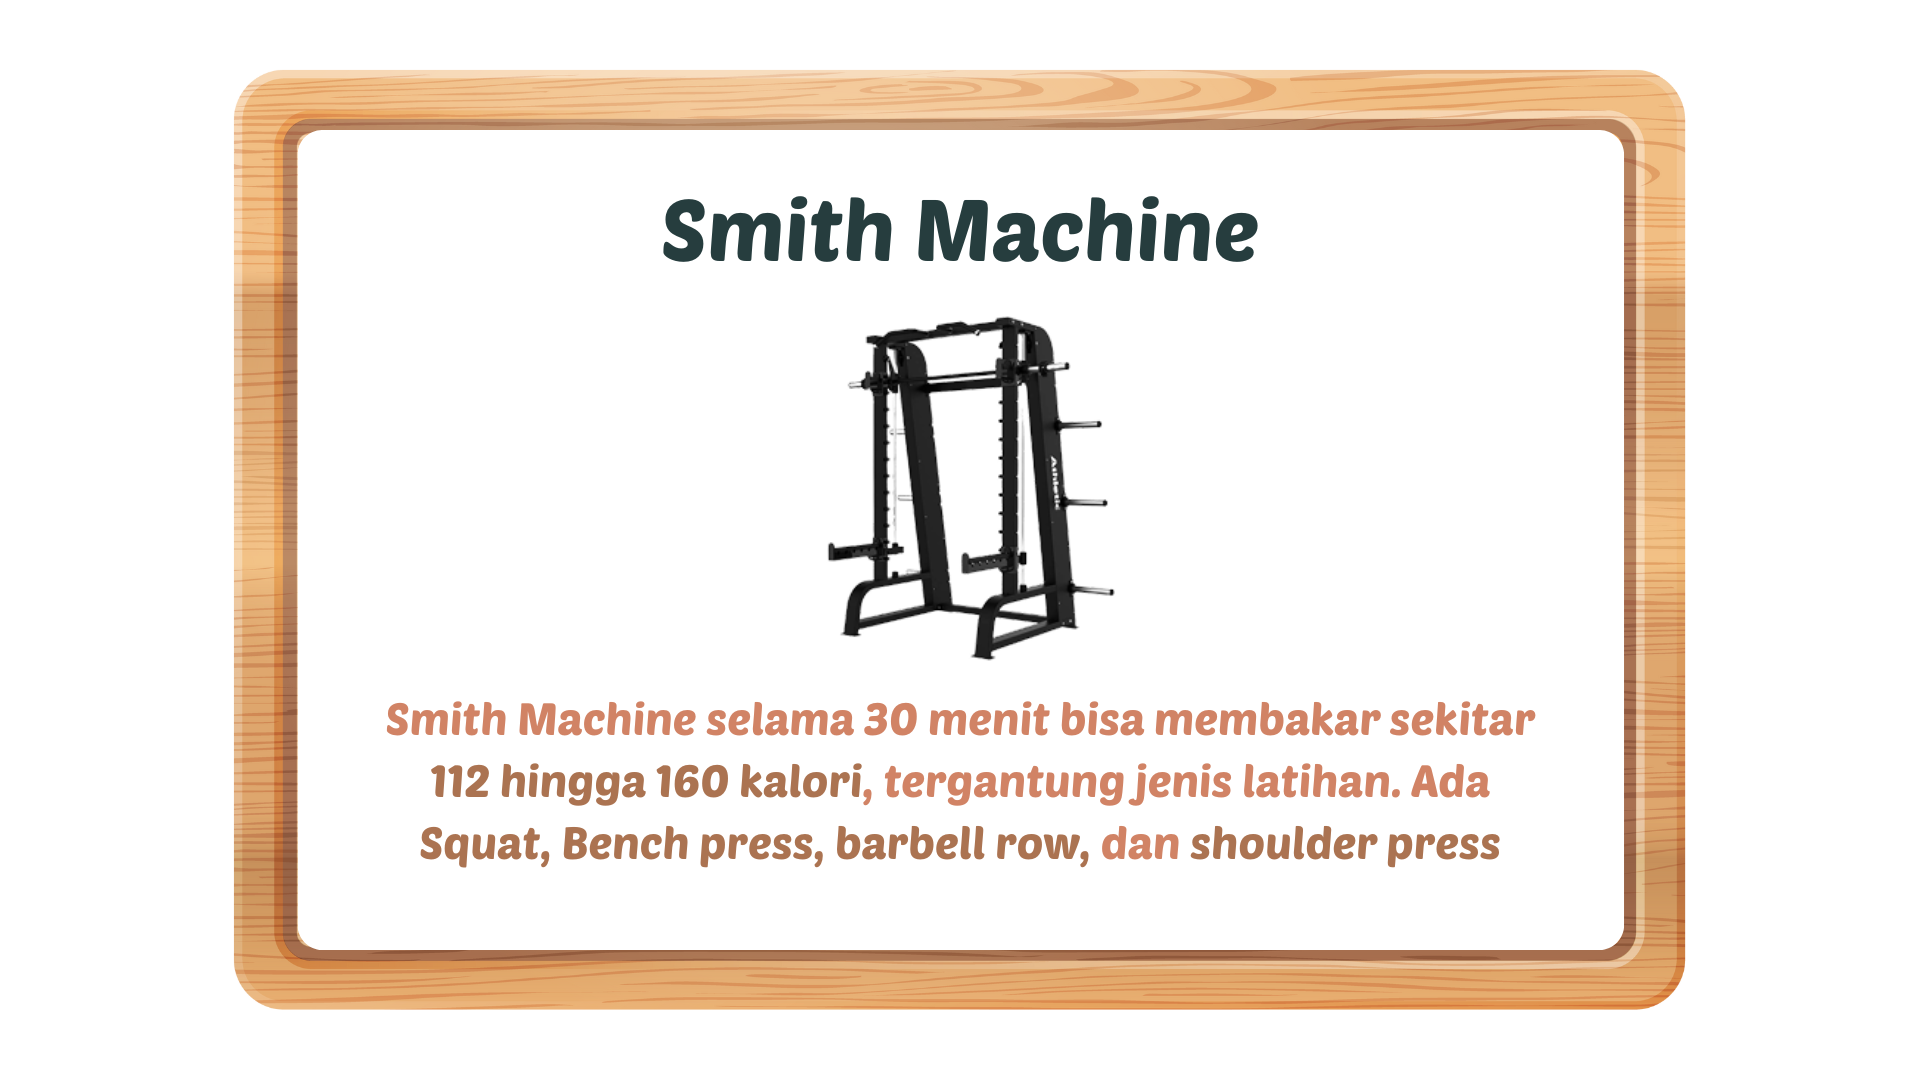 Smith Machine
Athletic
Smith Machine selama 30 menit bisa membakar sekitar
112 hingga 160 kalori, tergantung jenis latihan. Ada
Squat, Bench press, barbell row, dan shoulder press